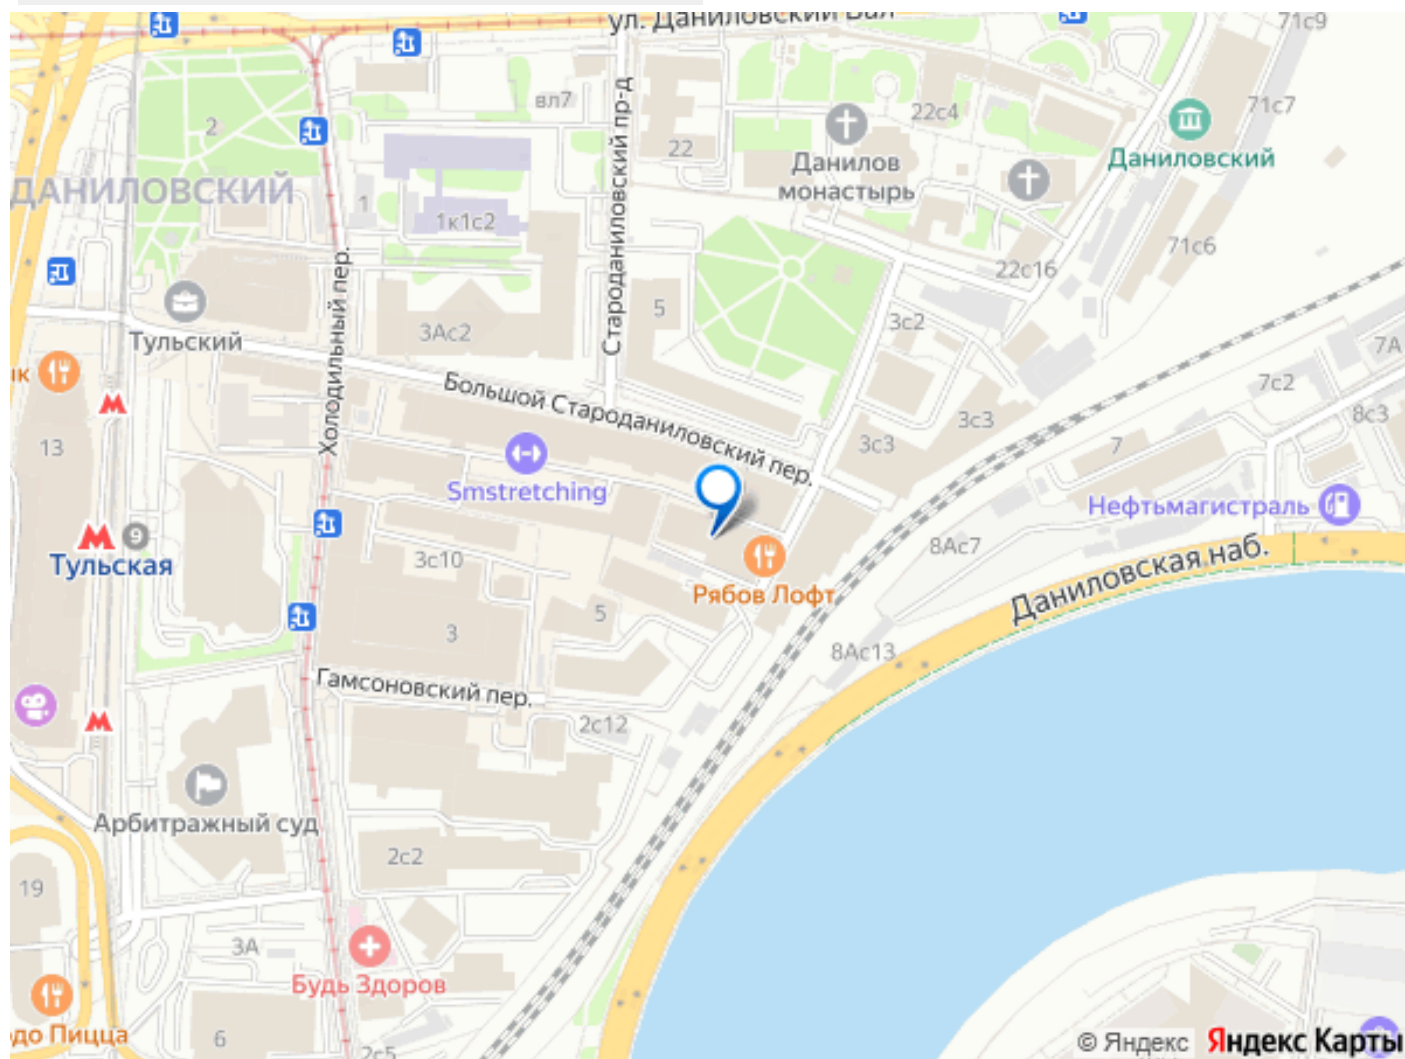 ул. Даниловский Вал
71с9
вл7
2
22с4
71с7
22
Данилов
монастырь
Даниловский
ДАНИЛОВСКИЙ
1
1к1с2
Стародани­ловский пр-д
71с6
22с16
Холодильный пер.
5
3с2
Тульский
3Ас2
7А
7с2
Большой Староданиловский пер.
8с3
3с3
3с3
13
7
Smstretching
Нефтьмагистраль
9
Тульская
3с10
8Ас7
Даниловская наб.
Рябов Лофт
5
3
8Ас13
Гамсоновский пер.
2с12
Арбитражный суд
2с2
19
3А
Будь Здоров
Пицца
6
2с5
© Яндекс Яндекс Карты